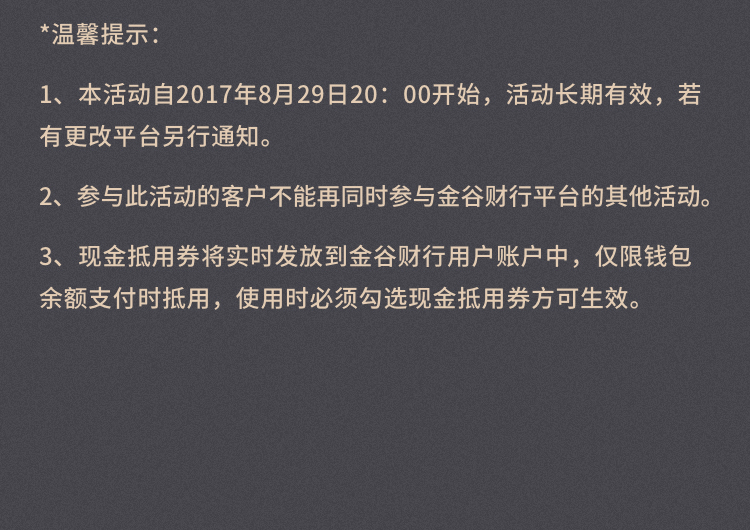 *温馨提示：
1、本活动自2017年8月29日20：00开始，活动长期有效，若
有更改平台另行通知。
2、参与此活动的客户不能再同时参与金谷财行平台的其他活动。
3、现金抵用券将实时发放到金谷财行用户账户中，仅限钱包
余额支付时抵用，使用时必须勾选现金抵用券方可生效。